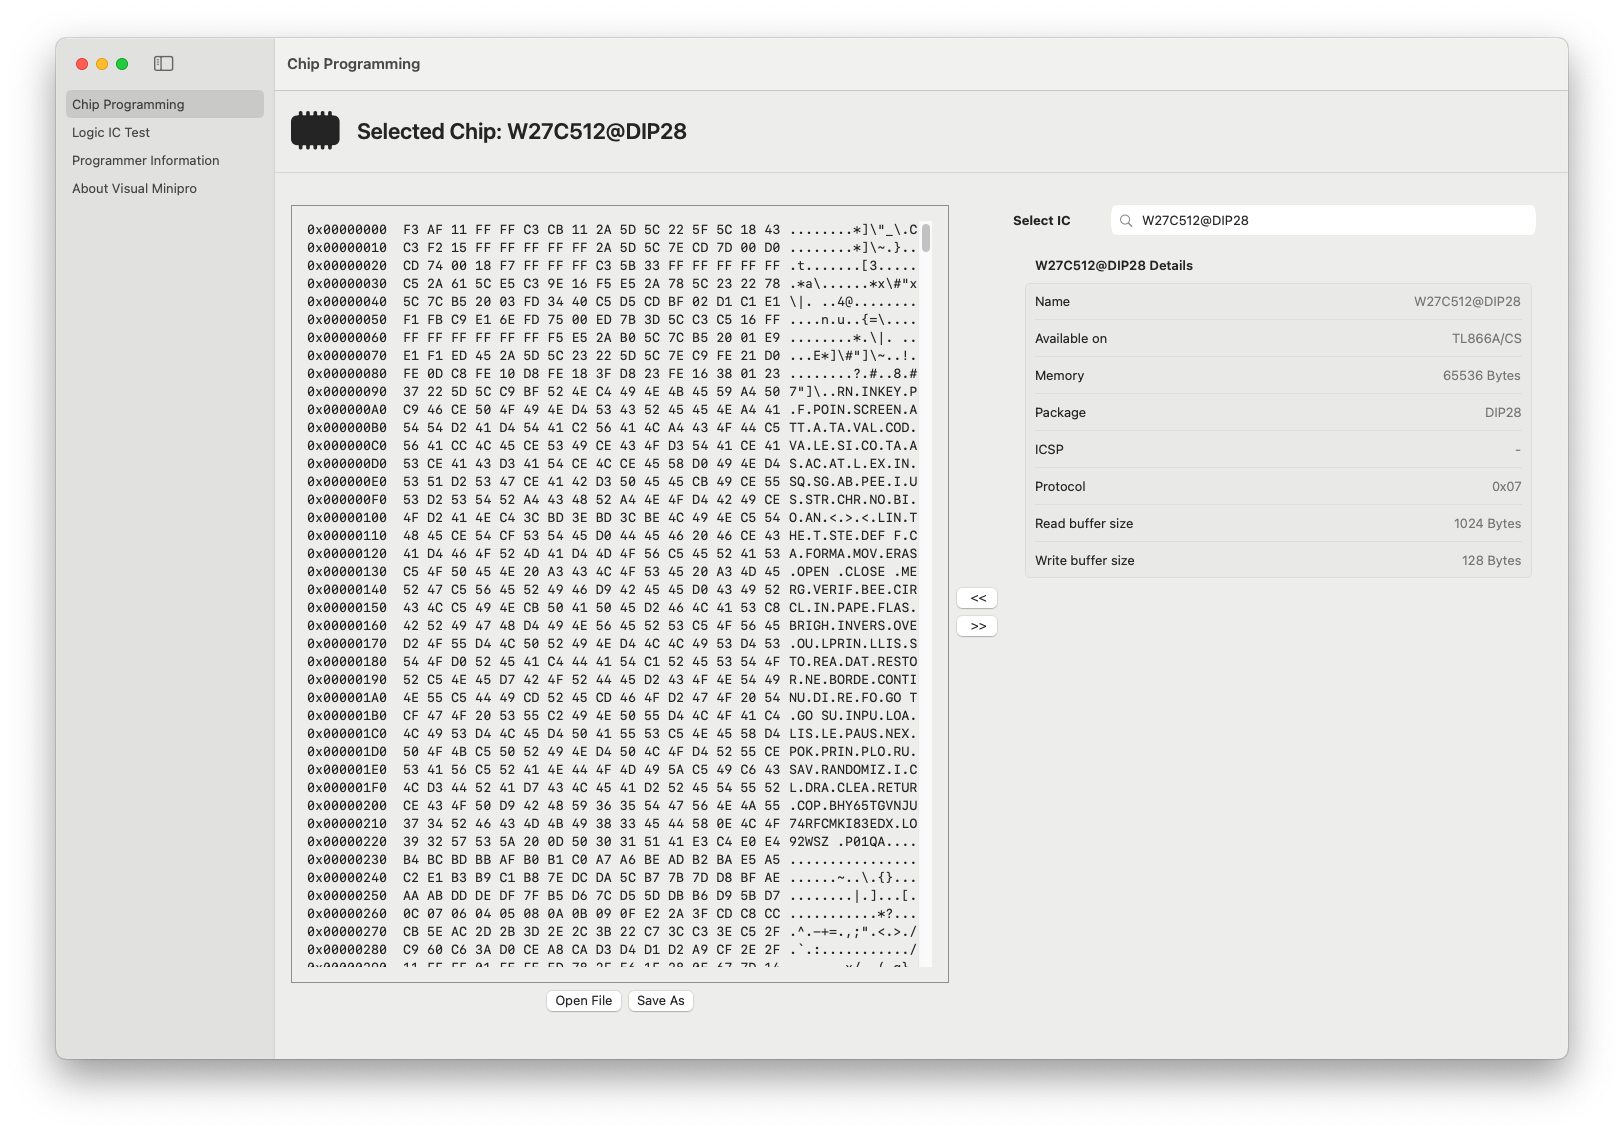 Chip Programming
Chip Programming
Logic IC Test
Programmer Information
About Visual Minipro
Selected Chip: W27C512@DIP28
0x00000000 F3 AF 11 FF FF C3 CB 11 2A 5D 5C 22 5F 5C 18 43 ........*]\"_\.C
0x00000010 C3 F2 15 FF FF FF FF FF 2A 5D 5C 7E CD 7D 00 D0 ........*]\~.}..
0x00000020 CD 74 00 18 F7 FF FF FF C3 5B 33 FF FF FF FF FF .t.......[3.....
0x00000030 C5 2A 61 5C E5 C3 9E 16 F5 E5 2A 78 5C 23 22 78 .*a\......*x\#"x
0x00000040 5C 7C B5 20 03 FD 34 40 C5 D5 CD BF 02 D1 C1 E1 \|. ..4@........
0x00000050 F1 FB C9 E1 6E FD 75 00 ED 7B 3D 5C C3 C5 16 FF ....n.u..{=\....
0x00000060 FF FF FF FF FF FF F5 E5 2A B0 5C 7C B5 20 01 E9 ........*.\|. ..
0x00000070 E1 F1 ED 45 2A 5D 5C 23 22 5D 5C 7E C9 FE 21 D0 ...E*]\#"]\~..!.
0x00000080 FE 0D C8 FE 10 D8 FE 18 3F D8 23 FE 16 38 01 23 ........?.#..8.#
0x00000090 37 22 5D 5C C9 BF 52 4E C4 49 4E 4B 45 59 A4 50 7"]\..RN.INKEY.P
0x000000A0 C9 46 CE 50 4F 49 4E D4 53 43 52 45 45 4E A4 41 .F.POIN.SCREEN.A
0x000000B0 54 54 D2 41 D4 54 41 C2 56 41 4C A4 43 4F 44 C5 TT.A.TA.VAL.COD.
0x000000C0 56 41 CC 4C 45 CE 53 49 CE 43 4F D3 54 41 CE 41 VA.LE.SI.CO.TA.A
0x000000D0 53 CE 41 43 D3 41 54 CE 4C CE 45 58 D0 49 4E D4 S.AC.AT.L.EX.IN.
0x000000E0 53 51 D2 53 47 CE 41 42 D3 50 45 45 CB 49 CE 55 SQ.SG.AB.PEE.I.U
0x000000F0 53 D2 53 54 52 A4 43 48 52 A4 4E 4F D4 42 49 CE S.STR.CHR.NO.BI.
0x00000100 4F D2 41 4E C4 3C BD 3E BD 3C BE 4C 49 4E C5 54 O.AN.<.>.<.LIN.T
0x00000110 48 45 CE 54 CF 53 54 45 D0 44 45 46 20 46 CE 43 HE.T.STE.DEF F.C
0x00000120 41 D4 46 4F 52 4D 41 D4 4D 4F 56 C5 45 52 41 53 A.FORMA.MOV.ERAS
0x00000130 C5 4F 50 45 4E 20 A3 43 4C 4F 53 45 20 A3 4D 45 .OPEN .CLOSE .ME
0x00000140 52 47 C5 56 45 52 49 46 D9 42 45 45 D0 43 49 52 RG.VERIF.BEE.CIR
0x00000150 43 4C C5 49 4E CB 50 41 50 45 D2 46 4C 41 53 C8 CL.IN.PAPE.FLAS.
0x00000160 42 52 49 47 48 D4 49 4E 56 45 52 53 C5 4F 56 45 BRIGH.INVERS.OVE
0x00000170 D2 4F 55 D4 4C 50 52 49 4E D4 4C 4C 49 53 D4 53 .OU.LPRIN.LLIS.S
0x00000180 54 4F D0 52 45 41 C4 44 41 54 C1 52 45 53 54 4F TO.REA.DAT.RESTO
0x00000190 52 C5 4E 45 D7 42 4F 52 44 45 D2 43 4F 4E 54 49 R.NE.BORDE.CONTI
0x000001A0 4E 55 C5 44 49 CD 52 45 CD 46 4F D2 47 4F 20 54 NU.DI.RE.FO.GO T
0x000001B0 CF 47 4F 20 53 55 C2 49 4E 50 55 D4 4C 4F 41 C4 .GO SU.INPU.LOA.
0x000001C0 4C 49 53 D4 4C 45 D4 50 41 55 53 C5 4E 45 58 D4 LIS.LE.PAUS.NEX.
0x000001D0 50 4F 4B C5 50 52 49 4E D4 50 4C 4F D4 52 55 CE POK.PRIN.PLO.RU.
0x000001E0 53 41 56 C5 52 41 4E 44 4F 4D 49 5A C5 49 C6 43 SAV.RANDOMIZ.I.C
0x000001F0 4C D3 44 52 41 D7 43 4C 45 41 D2 52 45 54 55 52 L.DRA.CLEA.RETUR
0x00000200 CE 43 4F 50 D9 42 48 59 36 35 54 47 56 4E 4A 55 .COP.BHY65TGVNJU
0x00000210 37 34 52 46 43 4D 4B 49 38 33 45 44 58 0E 4C 4F 74RFCMKI83EDX.LO
0x00000220 39 32 57 53 5A 20 0D 50 30 31 51 41 E3 C4 E0 E4 92WSZ .P01QA....
0x00000230 B4 BC BD BB AF B0 B1 C0 A7 A6 BE AD B2 BA E5 A5 ................
0x00000240 C2 E1 B3 B9 C1 B8 7E DC DA 5C B7 7B 7D D8 BF AE ......~..\.{}...
0x00000250 AA AB DD DE DF 7F B5 D6 7C D5 5D DB B6 D9 5B D7 ........|.]...[.
0x00000260 0C 07 06 04 05 08 0A 0B 09 0F E2 2A 3F CD C8 CC ...........*?...
0x00000270 CB 5E AC 2D 2B 3D 2E 2C 3B 22 C7 3C C3 3E C5 2F .^.-+=.,;".<.>./
0x00000280 C9 60 C6 3A D0 CE A8 CA D3 D4 D1 D2 A9 CF 2E 2F .`.:.........../
Open File
Save As
<<
>>
Select IC
W27C512@DIP28
W27C512@DIP28 Details
Name W27C512@DIP28
Available on TL866A/CS
Memory 65536 Bytes
Package DIP28
ICSP -
Protocol 0x07
Read buffer size 1024 Bytes
Write buffer size 128 Bytes